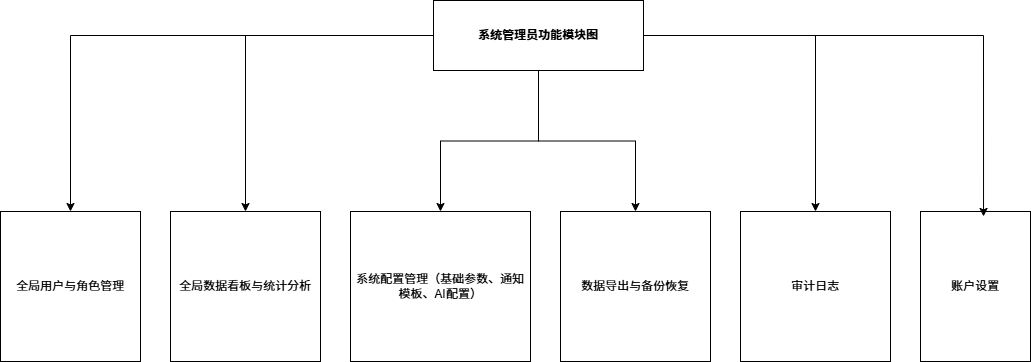 系统管理员功能模块图
全局用户与角色管理
全局数据看板与统计分析
系统配置管理（基础参数、通知
模板、AI配置）
数据导出与备份恢复
审计日志
账户设置